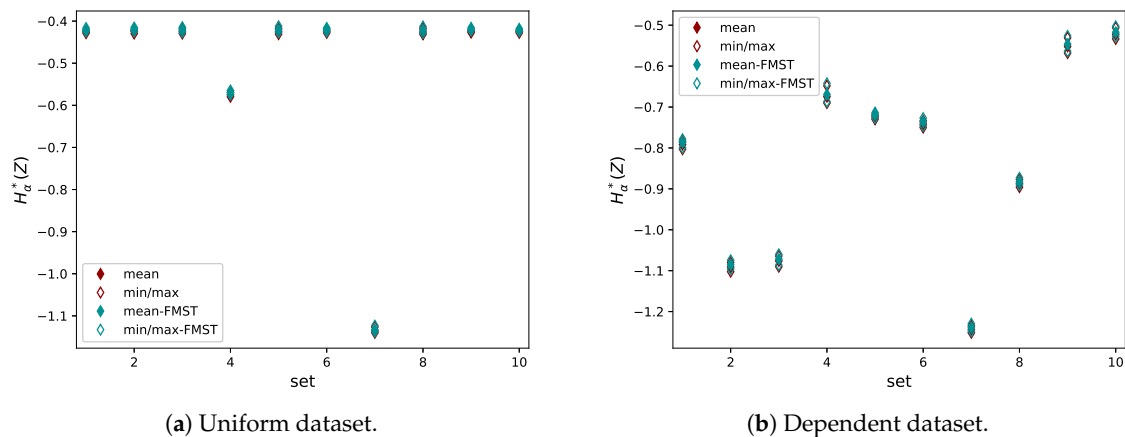 −0.4
−0.5
−0.6
−0.7
−0.8
−0.9
−1.0
−1.1
H*α(Z)
mean
min/max
mean-FMST
min/max-FMST
2 4 6 8 10
set
(a) Uniform dataset.
−0.5
−0.6
−0.7
−0.8
−0.9
−1.0
−1.1
−1.2
H*α(Z)
mean
min/max
mean-FMST
min/max-FMST
2 4 6 8 10
set
(b) Dependent dataset.